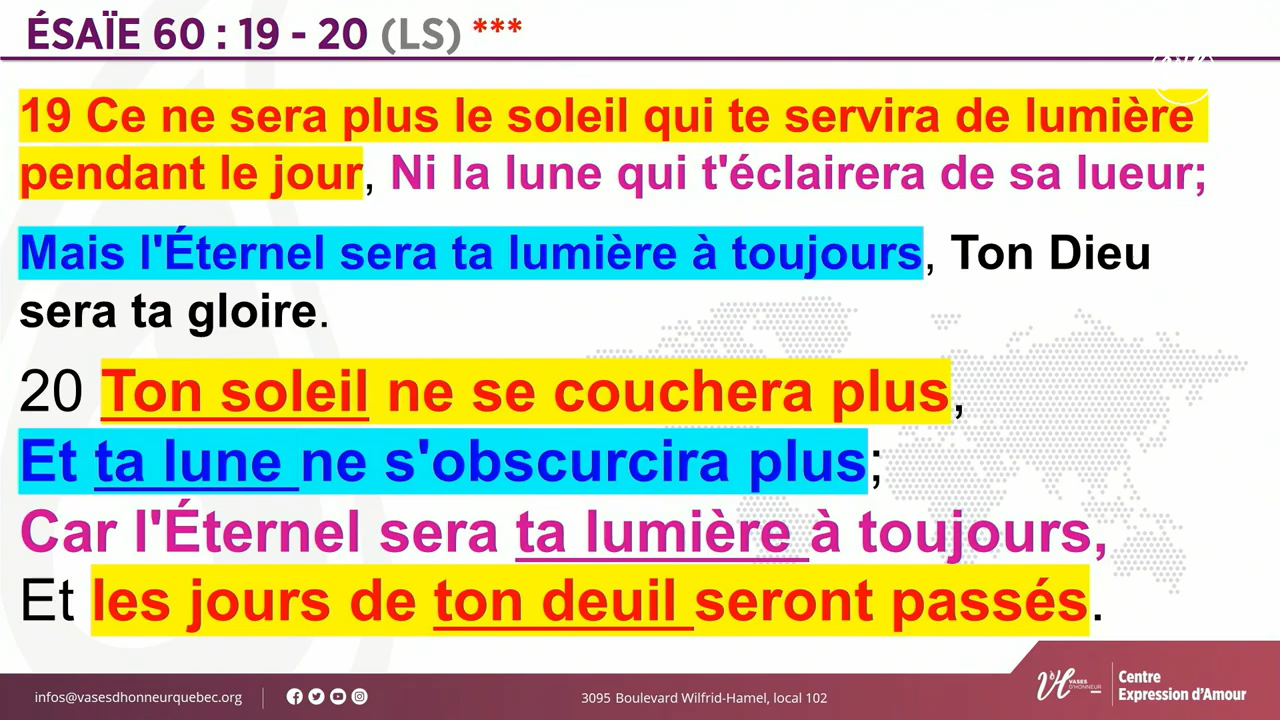 ÉSAÏE 60 : 19 - 20 (LS) ***
19 Ce ne sera plus le soleil qui te servira de lumière
pendant le jour, Ni la lune qui t'éclairera de sa lueur;
Mais l'Éternel sera ta lumière à toujours, Ton Dieu
sera ta gloire.
20 Ton soleil ne se couchera plus,
Et ta lune ne s'obscurcira plus;
Car l'Éternel sera ta lumière à toujours,
Et les jours de ton deuil seront passés.
infos@vasesdhonneurquebec.org
3095 Boulevard Wilfrid-Hamel, local 102
VASES
D'HONNEUR
Centre
Expression d'Amour